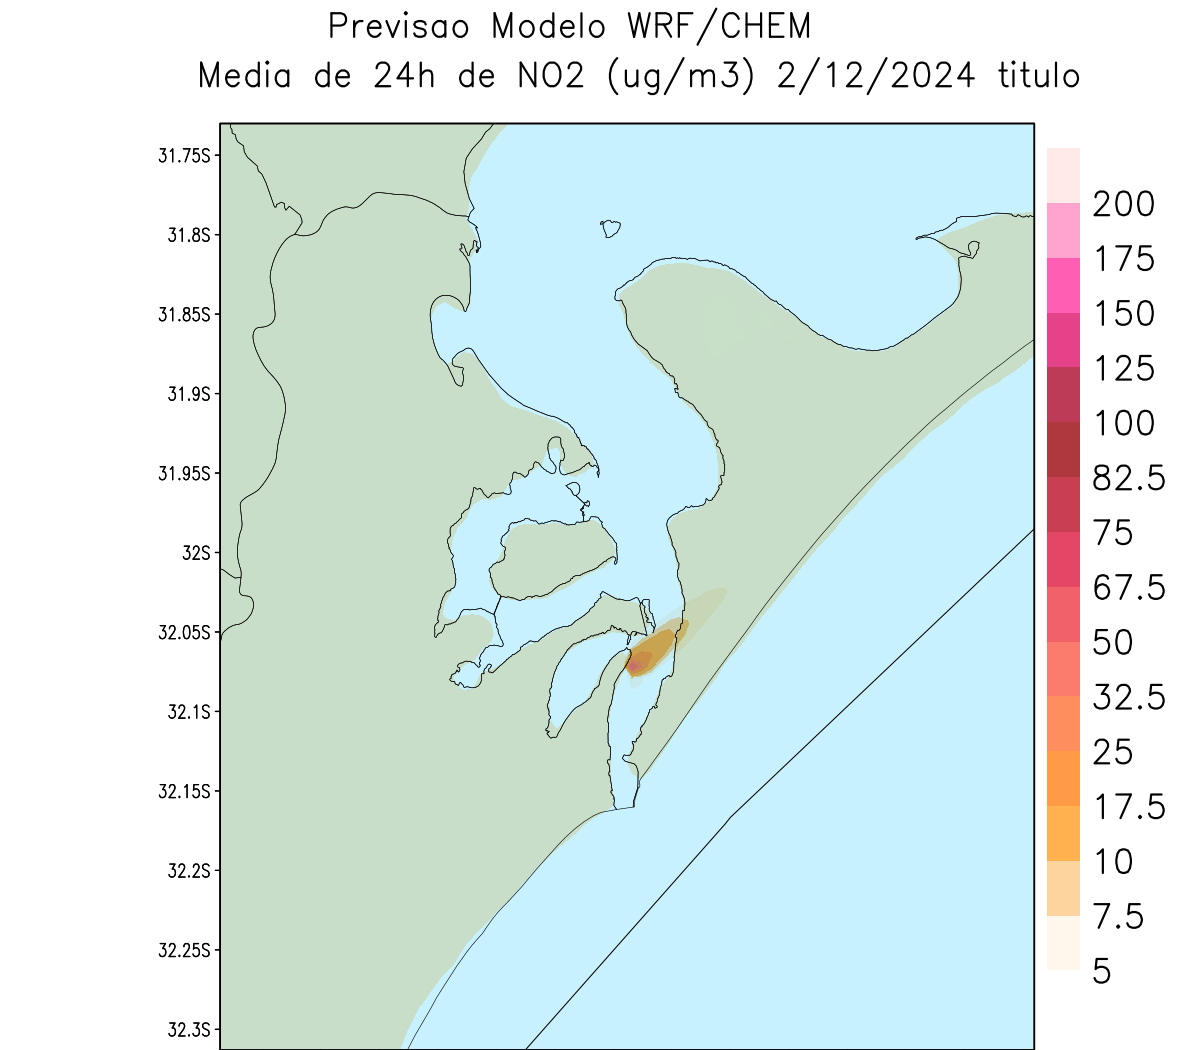 Previsao Modelo WRF/CHEM
Media de 24h de NO2 (ug/m3) 2/12/2024 titulo
31.75S
31.8S
31.85S
31.9S
31.95S
32S
32.05S
32.1S
32.15S
32.2S
32.25S
32.3S
200
175
150
125
100
82.5
75
67.5
50
32.5
25
17.5
10
7.5
5